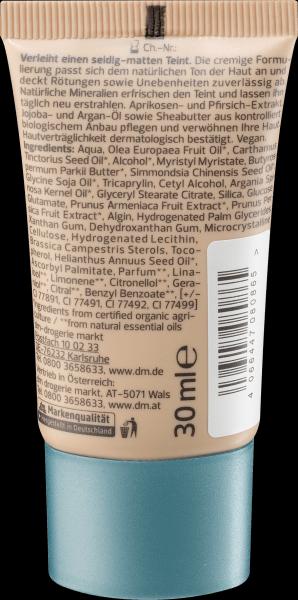 Ch.-Nr.:
Verleiht einen seidig-matten Teint. Die cremige Formu-
lierung passt sich dem natürlichen Ton der Haut an und
deckt Rötungen sowie Unebenheiten zuverlässig ab.
Natürliche Mineralien erfrischen den Teint und lassen ihn
täglich neu erstrahlen. Aprikosen- und Pfirsich-Extrakt,
Jojoba- und Argan-Öl sowie Sheabutter aus kontrolliert
biologischem Anbau pflegen und verwöhnen Ihre Haut.
Hautverträglichkeit dermatologisch bestätigt. Vegan.
Ingredients: Aqua, Olea Europaea Fruit Oil*, Carthamus
Tinctorius Seed Oil*, Alcohol*, Myristyl Myristate, Butyros-
permum Parkii Butter*, Simmondsia Chinensis Seed Oil*,
Glycine Soja Oil*, Tricaprylin, Cetyl Alcohol, Argania Spi-
nosa Kernel Oil*, Glyceryl Stearate Citrate, Silica, Glucose
Glutamate, Prunus Armeniaca Fruit Extract*, Prunus Per-
sica Fruit Extract*, Algin, Hydrogenated Palm Glycerides,
Xanthan Gum, Dehydroxanthan Gum, Microcrystalline
Cellulose, Hydrogenated Lecithin,
Brassica Campestris Sterols, Toco-
pherol, Helianthus Annuus Seed Oil*,
Ascorbyl Palmitate, Parfum**, Lina-
lool**, Limonene**, Citronellol**, Gera-
niol**, Citral**, Benzyl Benzoate**, [+/-
CI 77891, CI 77491, CI 77492, CI 77499]
ingredients from certified organic agri-
culture / **from natural essential oils
dm-drogerie markt
Postfach 10 02 33
DE-76232 Karlsruhe
0800 3658633, www.dm.de
Vertrieb in Österreich:
dm drogerie markt, AT-5071 Wals
0800 3658633, www.dm.at
Markenqualität
hergestellt in Deutschland
30 ml e
4066447080865 >